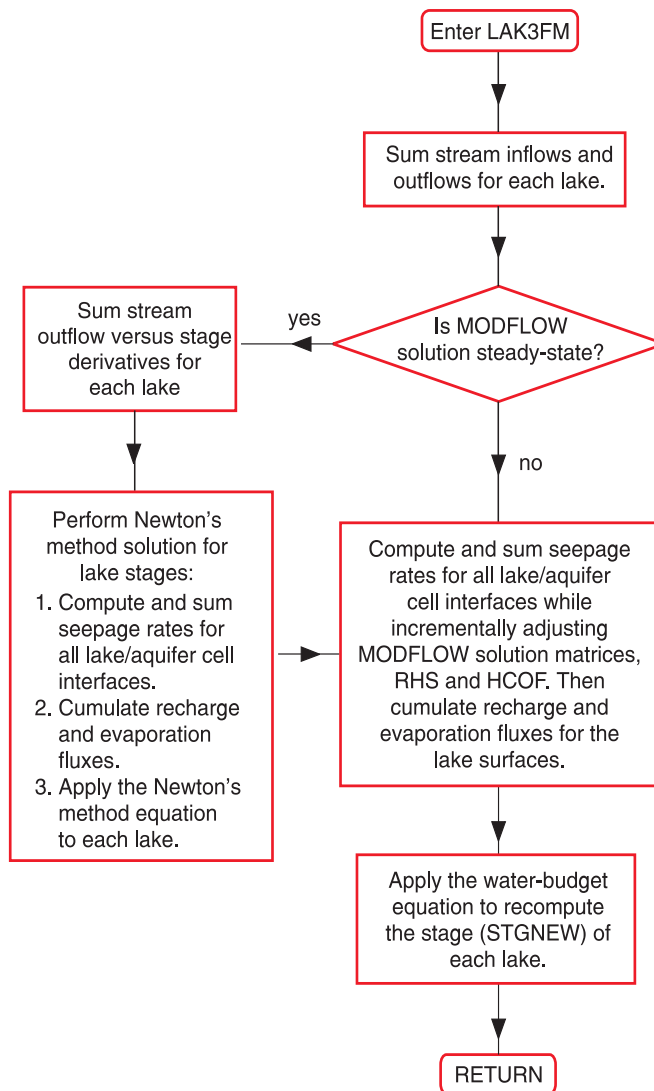 Enter LAK3FM
Sum stream inflows and
outflows for each lake.
Is MODFLOW
solution steady-state?
yes
Sum stream
outflow versus stage
derivatives for
each lake
no
Perform Newton's
method solution for
lake stages:
1. Compute and sum
seepage rates for
all lake/aquifer cell
interfaces.
2. Cumulate recharge
and evaporation
fluxes.
3. Apply the Newton's
method equation
to each lake.
Compute and sum seepage
rates for all lake/aquifer
cell interfaces while
incrementally adjusting
MODFLOW solution matrices,
RHS and HCOF. Then
cumulate recharge and
evaporation fluxes for the
lake surfaces.
Apply the water-budget
equation to recompute
the stage (STGNEW) of
each lake.
RETURN